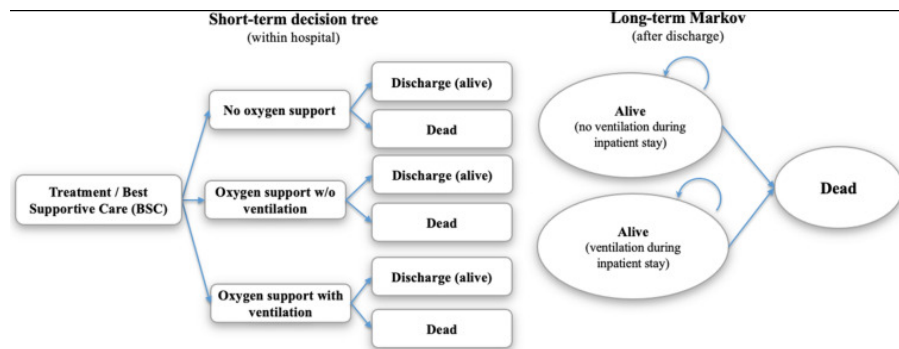 Short-term decision tree
(within hospital)
Long-term Markov
(after discharge)
Treatment / Best
Supportive Care (BSC)
No oxygen support
Discharge (alive)
Dead
Oxygen support w/o
ventilation
Discharge (alive)
Dead
Oxygen support with
ventilation
Discharge (alive)
Dead
Alive
(no ventilation during
inpatient stay)
Alive
(ventilation during
inpatient stay)
Dead